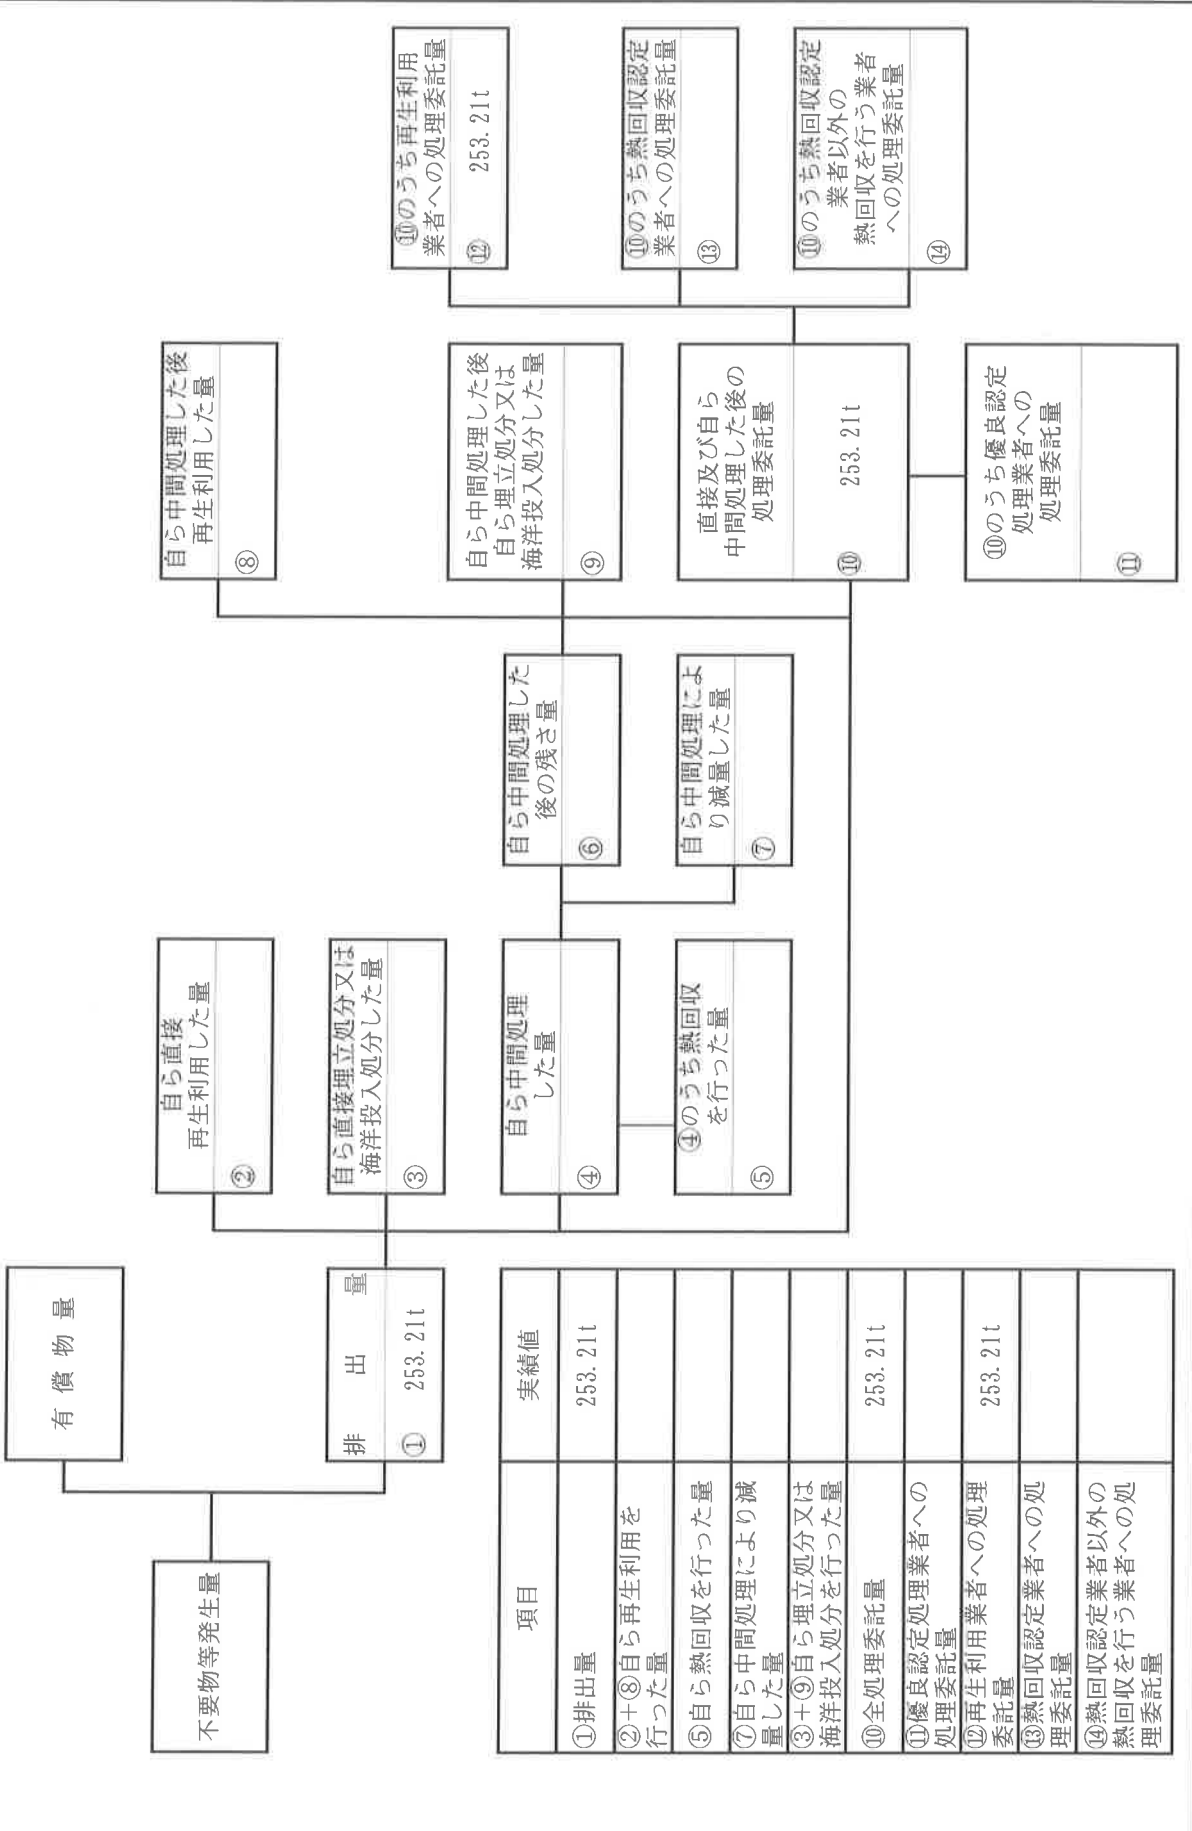 不要物等発生量
有償物量
排出量
① 253.21t
自ら直接
再生利用した量
②
自ら直接埋立処分又は
海洋投入処分した量
③
自ら中間処理
した量
④
④のうち熱回収
を行った量
⑤
自ら中間処理した
後の残さ量
⑥
自ら中間処理によ
り減量した量
⑦
自ら中間処理した後
再生利用した量
⑧
自ら中間処理した後
自ら埋立処分又は
海洋投入処分した量
⑨
直接及び自ら
中間処理した後の
処理委託量
⑩ 253.21t
⑩のうち優良認定
処理業者への
処理委託量
⑪
⑩のうち再生利用
業者への処理委託量
⑫ 253.21t
⑩のうち熱回収認定
業者への処理委託量
⑬
⑩のうち熱回収認定
業者以外の
熱回収を行う業者
への処理委託量
⑭
項目 実績値
①排出量 253.21t
②+⑧自ら再生利用を
行った量
⑤自ら熱回収を行った量
⑦自ら中間処理により減
量した量
③+⑨自ら埋立処分又は
海洋投入処分を行った量
⑩全処理委託量 253.21t
⑪優良認定処理業者への
処理委託量
⑫再生利用業者への処理
委託量 253.21t
⑬熱回収認定業者への処
理委託量
⑭熱回収認定業者以外の
熱回収を行う業者への処
理委託量